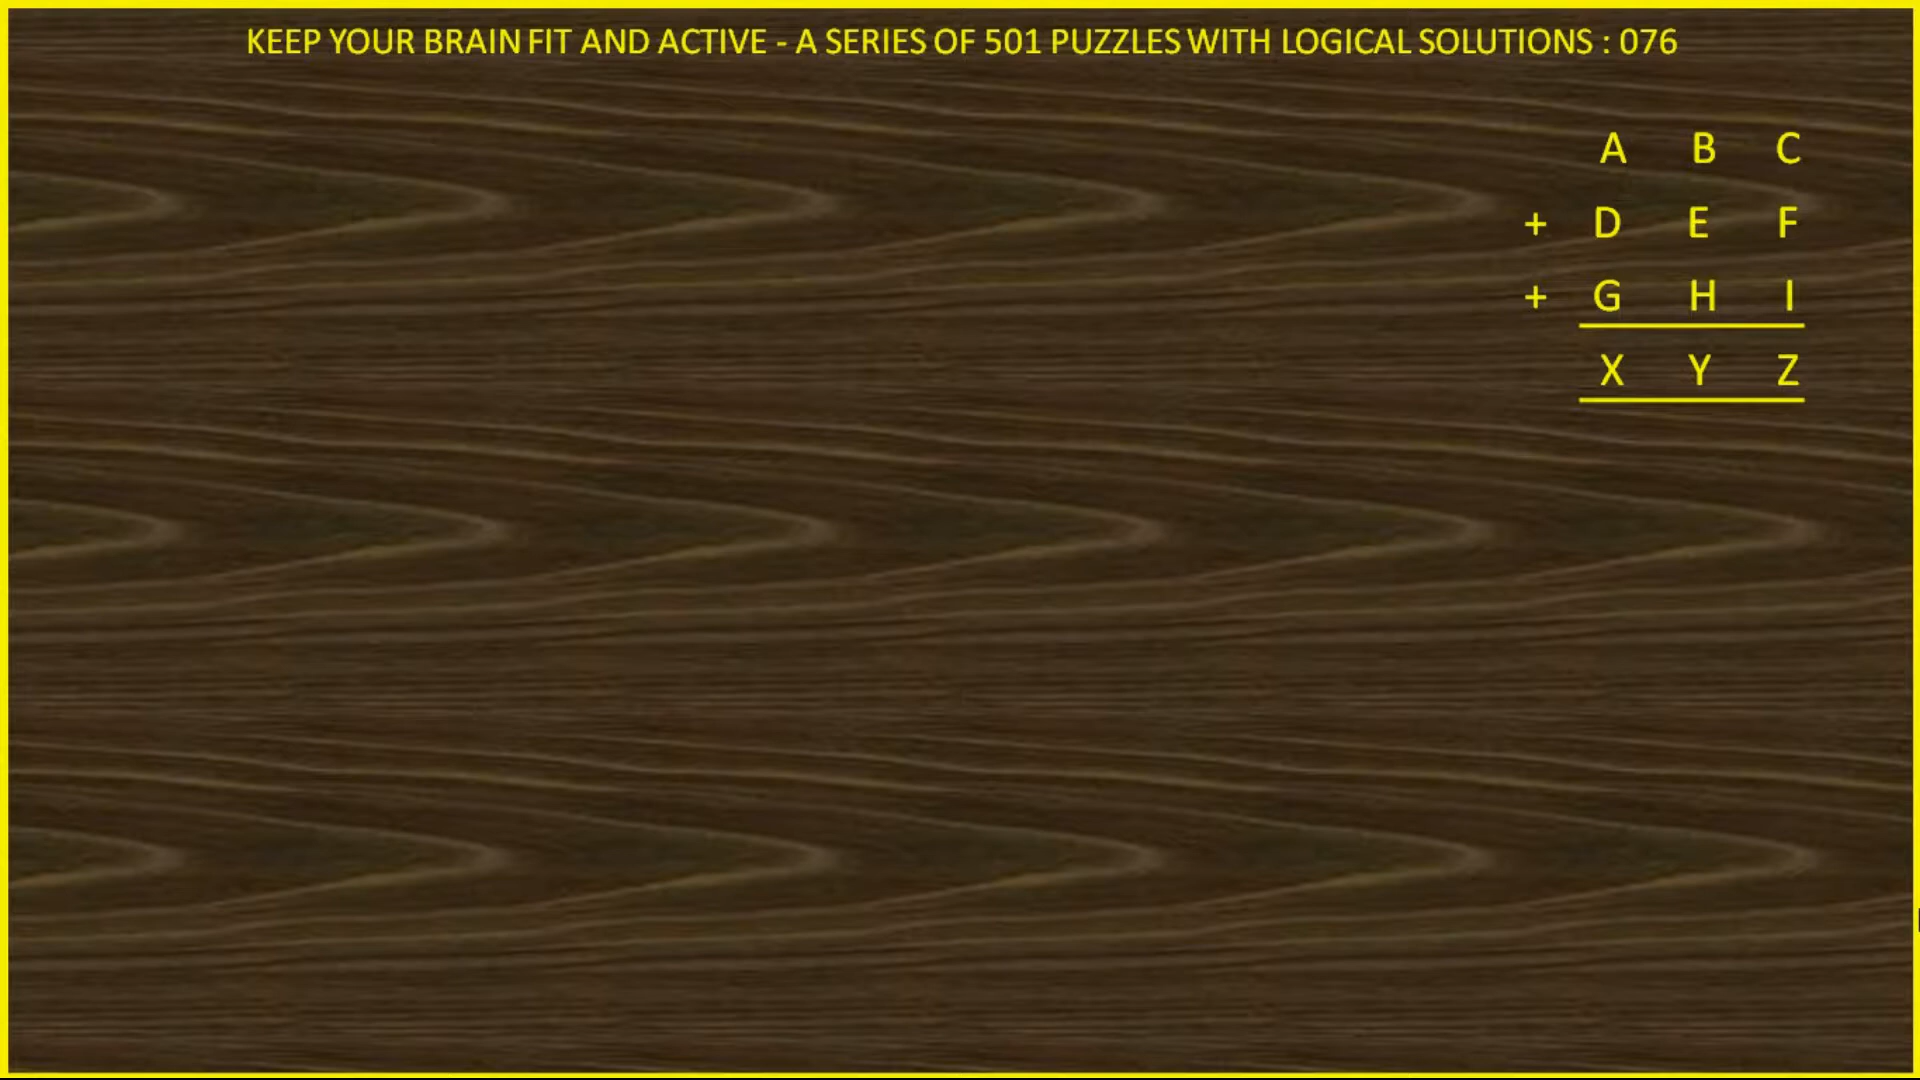 KEEP YOUR BRAIN FIT AND ACTIVE - A SERIES OF 501 PUZZLES WITH LOGICAL SOLUTIONS : 076
A B C
+ D E F
+ G H I
X Y Z